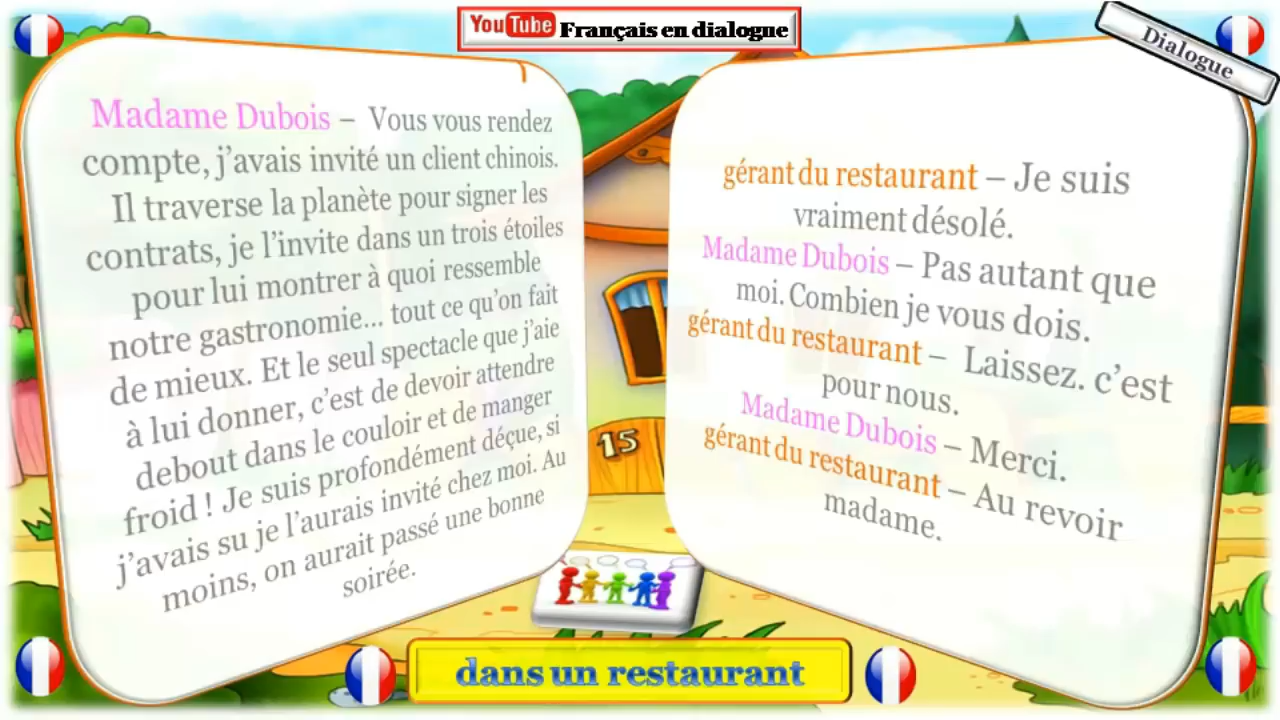 YouTube Français en dialogue
Dialogue
Madame Dubois – Vous vous rendez
compte, j’avais invité un client chinois.
Il traverse la planète pour signer les
contrats, je l’invite dans un trois étoiles
pour lui montrer à quoi ressemble
notre gastronomie... tout ce qu’on fait
de mieux. Et le seul spectacle que j’aie
à lui donner, c’est de devoir attendre
debout dans le couloir et de manger
froid ! Je suis profondément déçue, si
j’avais su je l’aurais invité chez moi. Au
moins, on aurait passé une bonne
soirée.
gérant du restaurant – Je suis
vraiment désolé.
Madame Dubois – Pas autant que
moi. Combien je vous dois.
gérant du restaurant – Laissez. c’est
pour nous.
Madame Dubois – Merci.
gérant du restaurant – Au revoir
madame.
15
dans un restaurant